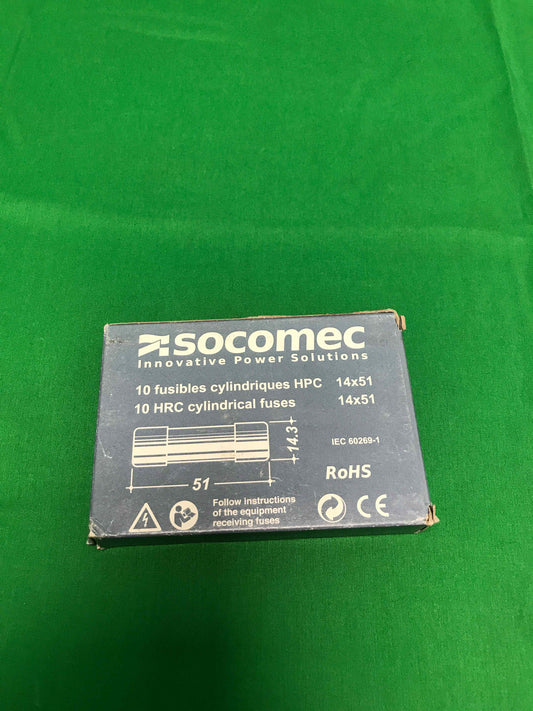 socomec
Innovative Power Solutions
10 fusibles cylindriques HPC 14x51
10 HRC cylindrical fuses 14x51
14.3
IEC 60269-1
51
RoHS
Follow instructions
of the equipment
receiving fuses
CE